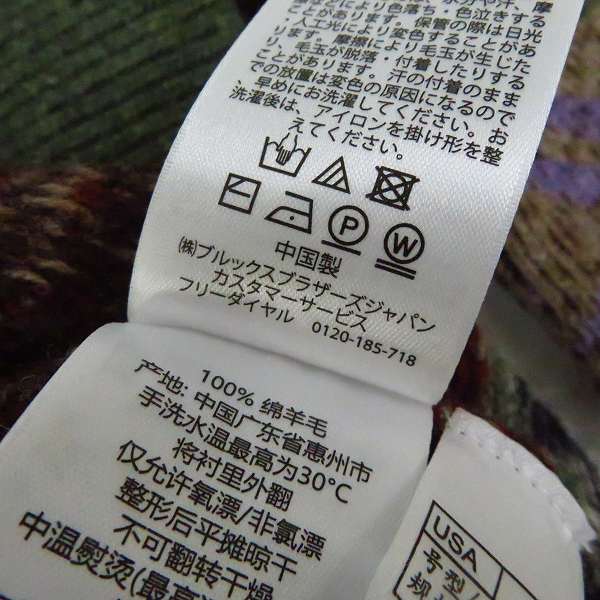 などにより色落ち、色泣きする
があります。保管の際は日光
・人工光により変色することがあ
ります。摩擦により毛玉が生じた
り、毛玉が脱落・付着したりする
ことがあります。汗の付着のまま
での放置は変色の原因になるので
早めにお洗濯してください。お
洗濯後は、アイロンを掛け形を整
えてください。
P
W
中国製
㈱ブルックスブラザーズジャパン
カスタマーサービス
フリーダイヤル 0120-185-718
100% 绵羊毛
产地: 中国广东省惠州市
手洗水温最高为30℃
将衬里外翻
仅允许氧漂/非氯漂
整形后平摊晾干
不可翻转干燥
中温熨烫(最高
USA
号型/
规格